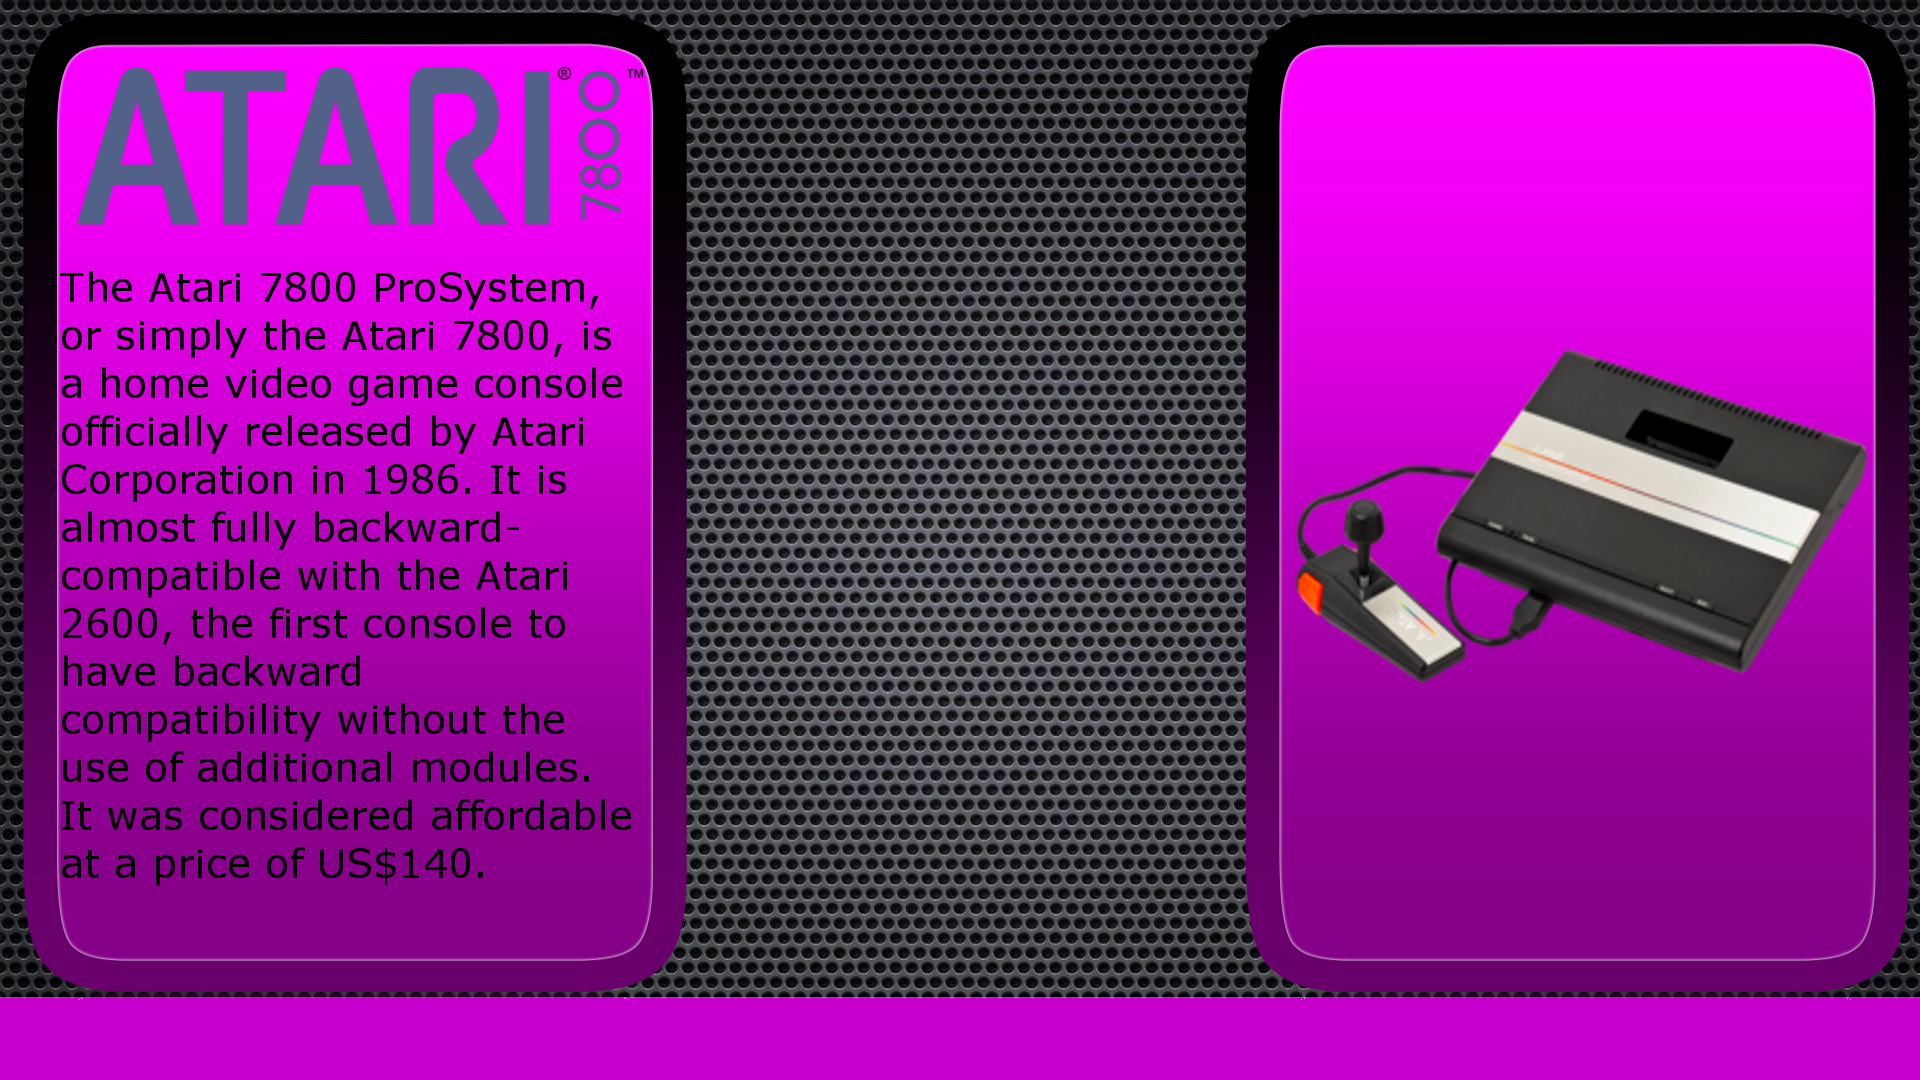 ATARI® 7800™
The Atari 7800 ProSystem,
or simply the Atari 7800, is
a home video game console
officially released by Atari
Corporation in 1986. It is
almost fully backward-
compatible with the Atari
2600, the first console to
have backward
compatibility without the
use of additional modules.
It was considered affordable
at a price of US$140.